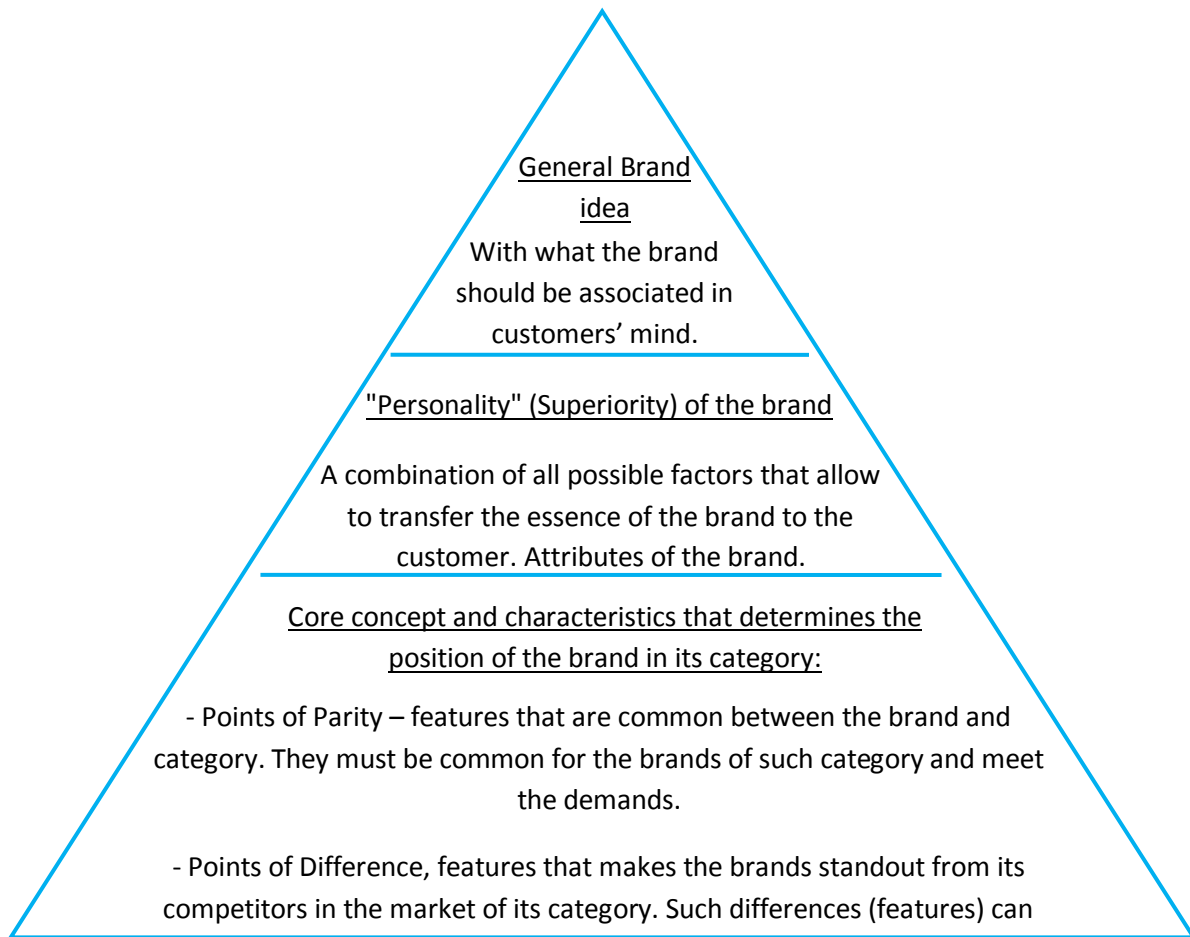 General Brand
idea
With what the brand
should be associated in
customers’ mind.
"Personality" (Superiority) of the brand
A combination of all possible factors that allow
to transfer the essence of the brand to the
customer. Attributes of the brand.
Core concept and characteristics that determines the
position of the brand in its category:
- Points of Parity – features that are common between the brand and
category. They must be common for the brands of such category and meet
the demands.
- Points of Difference, features that makes the brands standout from its
competitors in the market of its category. Such differences (features) can